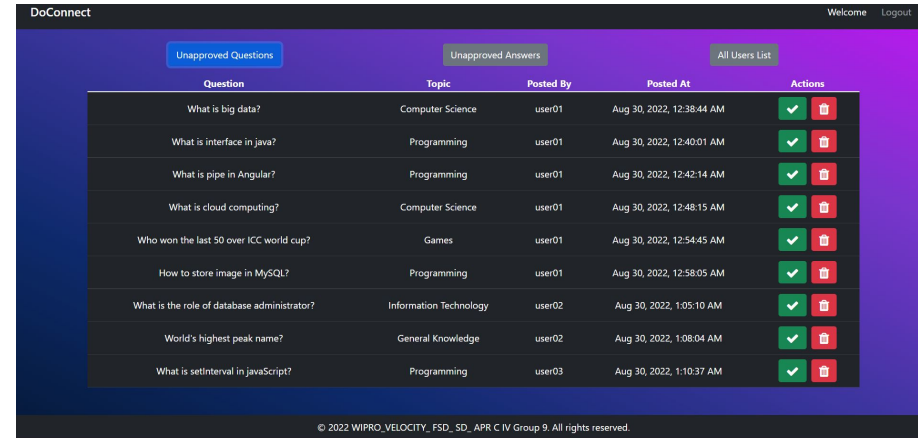 DoConnect Welcome Logout
Unapproved Questions Unapproved Answers All Users List
Question Topic Posted By Posted At Actions
What is big data? Computer Science user01 Aug 30, 2022, 12:38:44 AM
What is interface in java? Programming user01 Aug 30, 2022, 12:40:01 AM
What is pipe in Angular? Programming user01 Aug 30, 2022, 12:42:14 AM
What is cloud computing? Computer Science user01 Aug 30, 2022, 12:48:15 AM
Who won the last 50 over ICC world cup? Games user01 Aug 30, 2022, 12:54:45 AM
How to store image in MySQL? Programming user01 Aug 30, 2022, 12:58:05 AM
What is the role of database administrator? Information Technology user02 Aug 30, 2022, 1:05:10 AM
World's highest peak name? General Knowledge user02 Aug 30, 2022, 1:08:04 AM
What is setInterval in javaScript? Programming user03 Aug 30, 2022, 1:10:37 AM
© 2022 WIPRO_VELOCITY_ FSD_ SD_ APR C IV Group 9. All rights reserved.